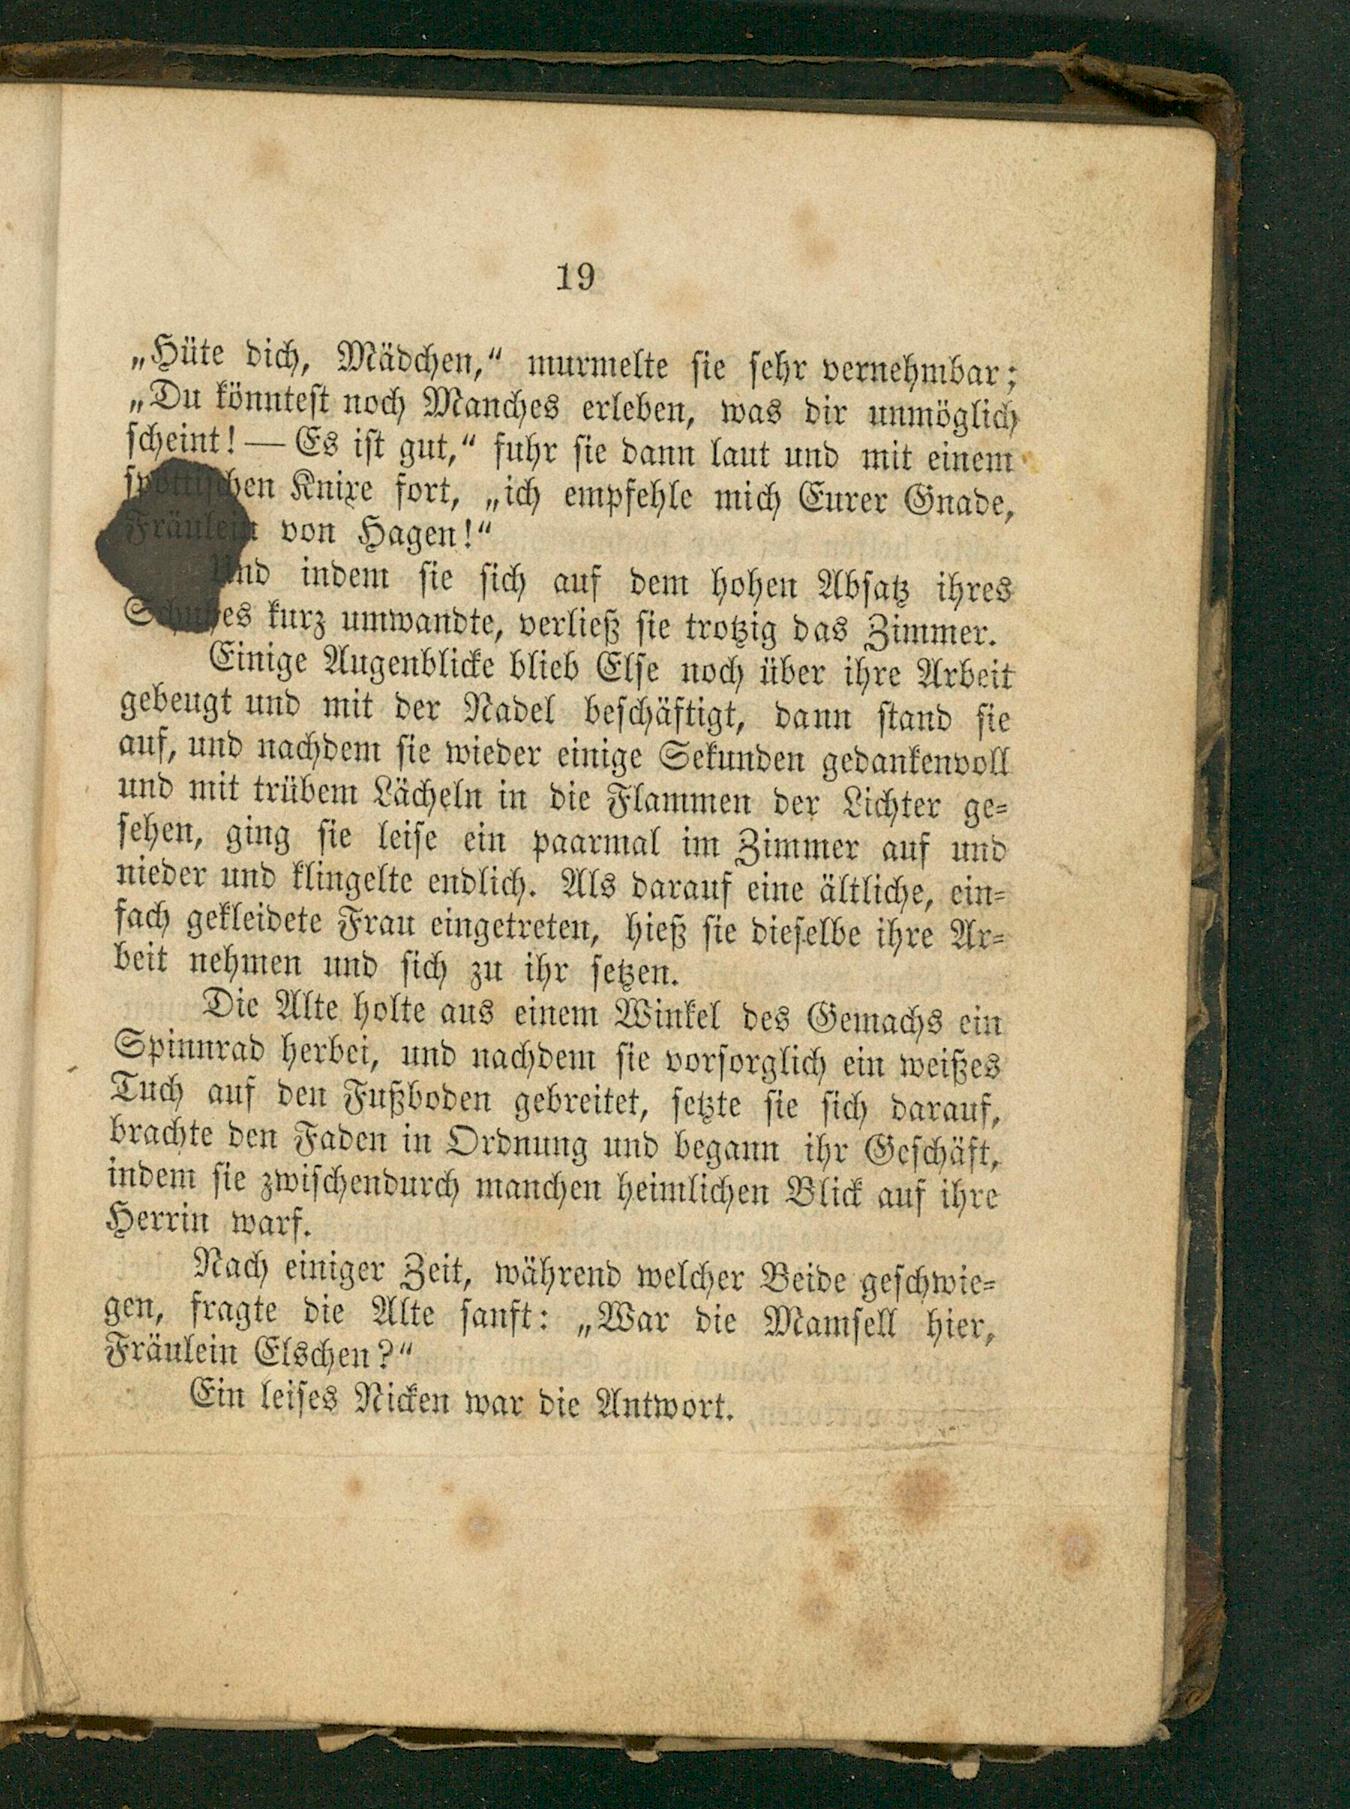 19
„Hüte dich, Mädchen,“ murmelte sie sehr vernehmbar;
„Du könntest noch Manches erleben, was dir unmöglich
scheint! — Es ist gut,“ fuhr sie dann laut und mit einem
spöttischen Knixe fort, „ich empfehle mich Eurer Gnade,
Fräulein von Hagen!“
Und indem sie sich auf dem hohen Absatz ihres
Schuhes kurz umwandte, verließ sie trotzig das Zimmer.
Einige Augenblicke blieb Else noch über ihre Arbeit
gebeugt und mit der Nadel beschäftigt, dann stand sie
auf, und nachdem sie wieder einige Sekunden gedankenvoll
und mit trübem Lächeln in die Flammen der Lichter ge-
sehen, ging sie leise ein paarmal im Zimmer auf und
nieder und klingelte endlich. Als darauf eine ältliche, ein-
fach gekleidete Frau eingetreten, hieß sie dieselbe ihre Ar-
beit nehmen und sich zu ihr setzen.
Die Alte holte aus einem Winkel des Gemachs ein
Spinnrad herbei, und nachdem sie vorsorglich ein weißes
Tuch auf den Fußboden gebreitet, setzte sie sich darauf,
brachte den Faden in Ordnung und begann ihr Geschäft,
indem sie zwischendurch manchen heimlichen Blick auf ihre
Herrin warf.
Nach einiger Zeit, während welcher Beide geschwie-
gen, fragte die Alte sanft: „War die Mamsell hier,
Fräulein Elschen?“
Ein leises Nicken war die Antwort.